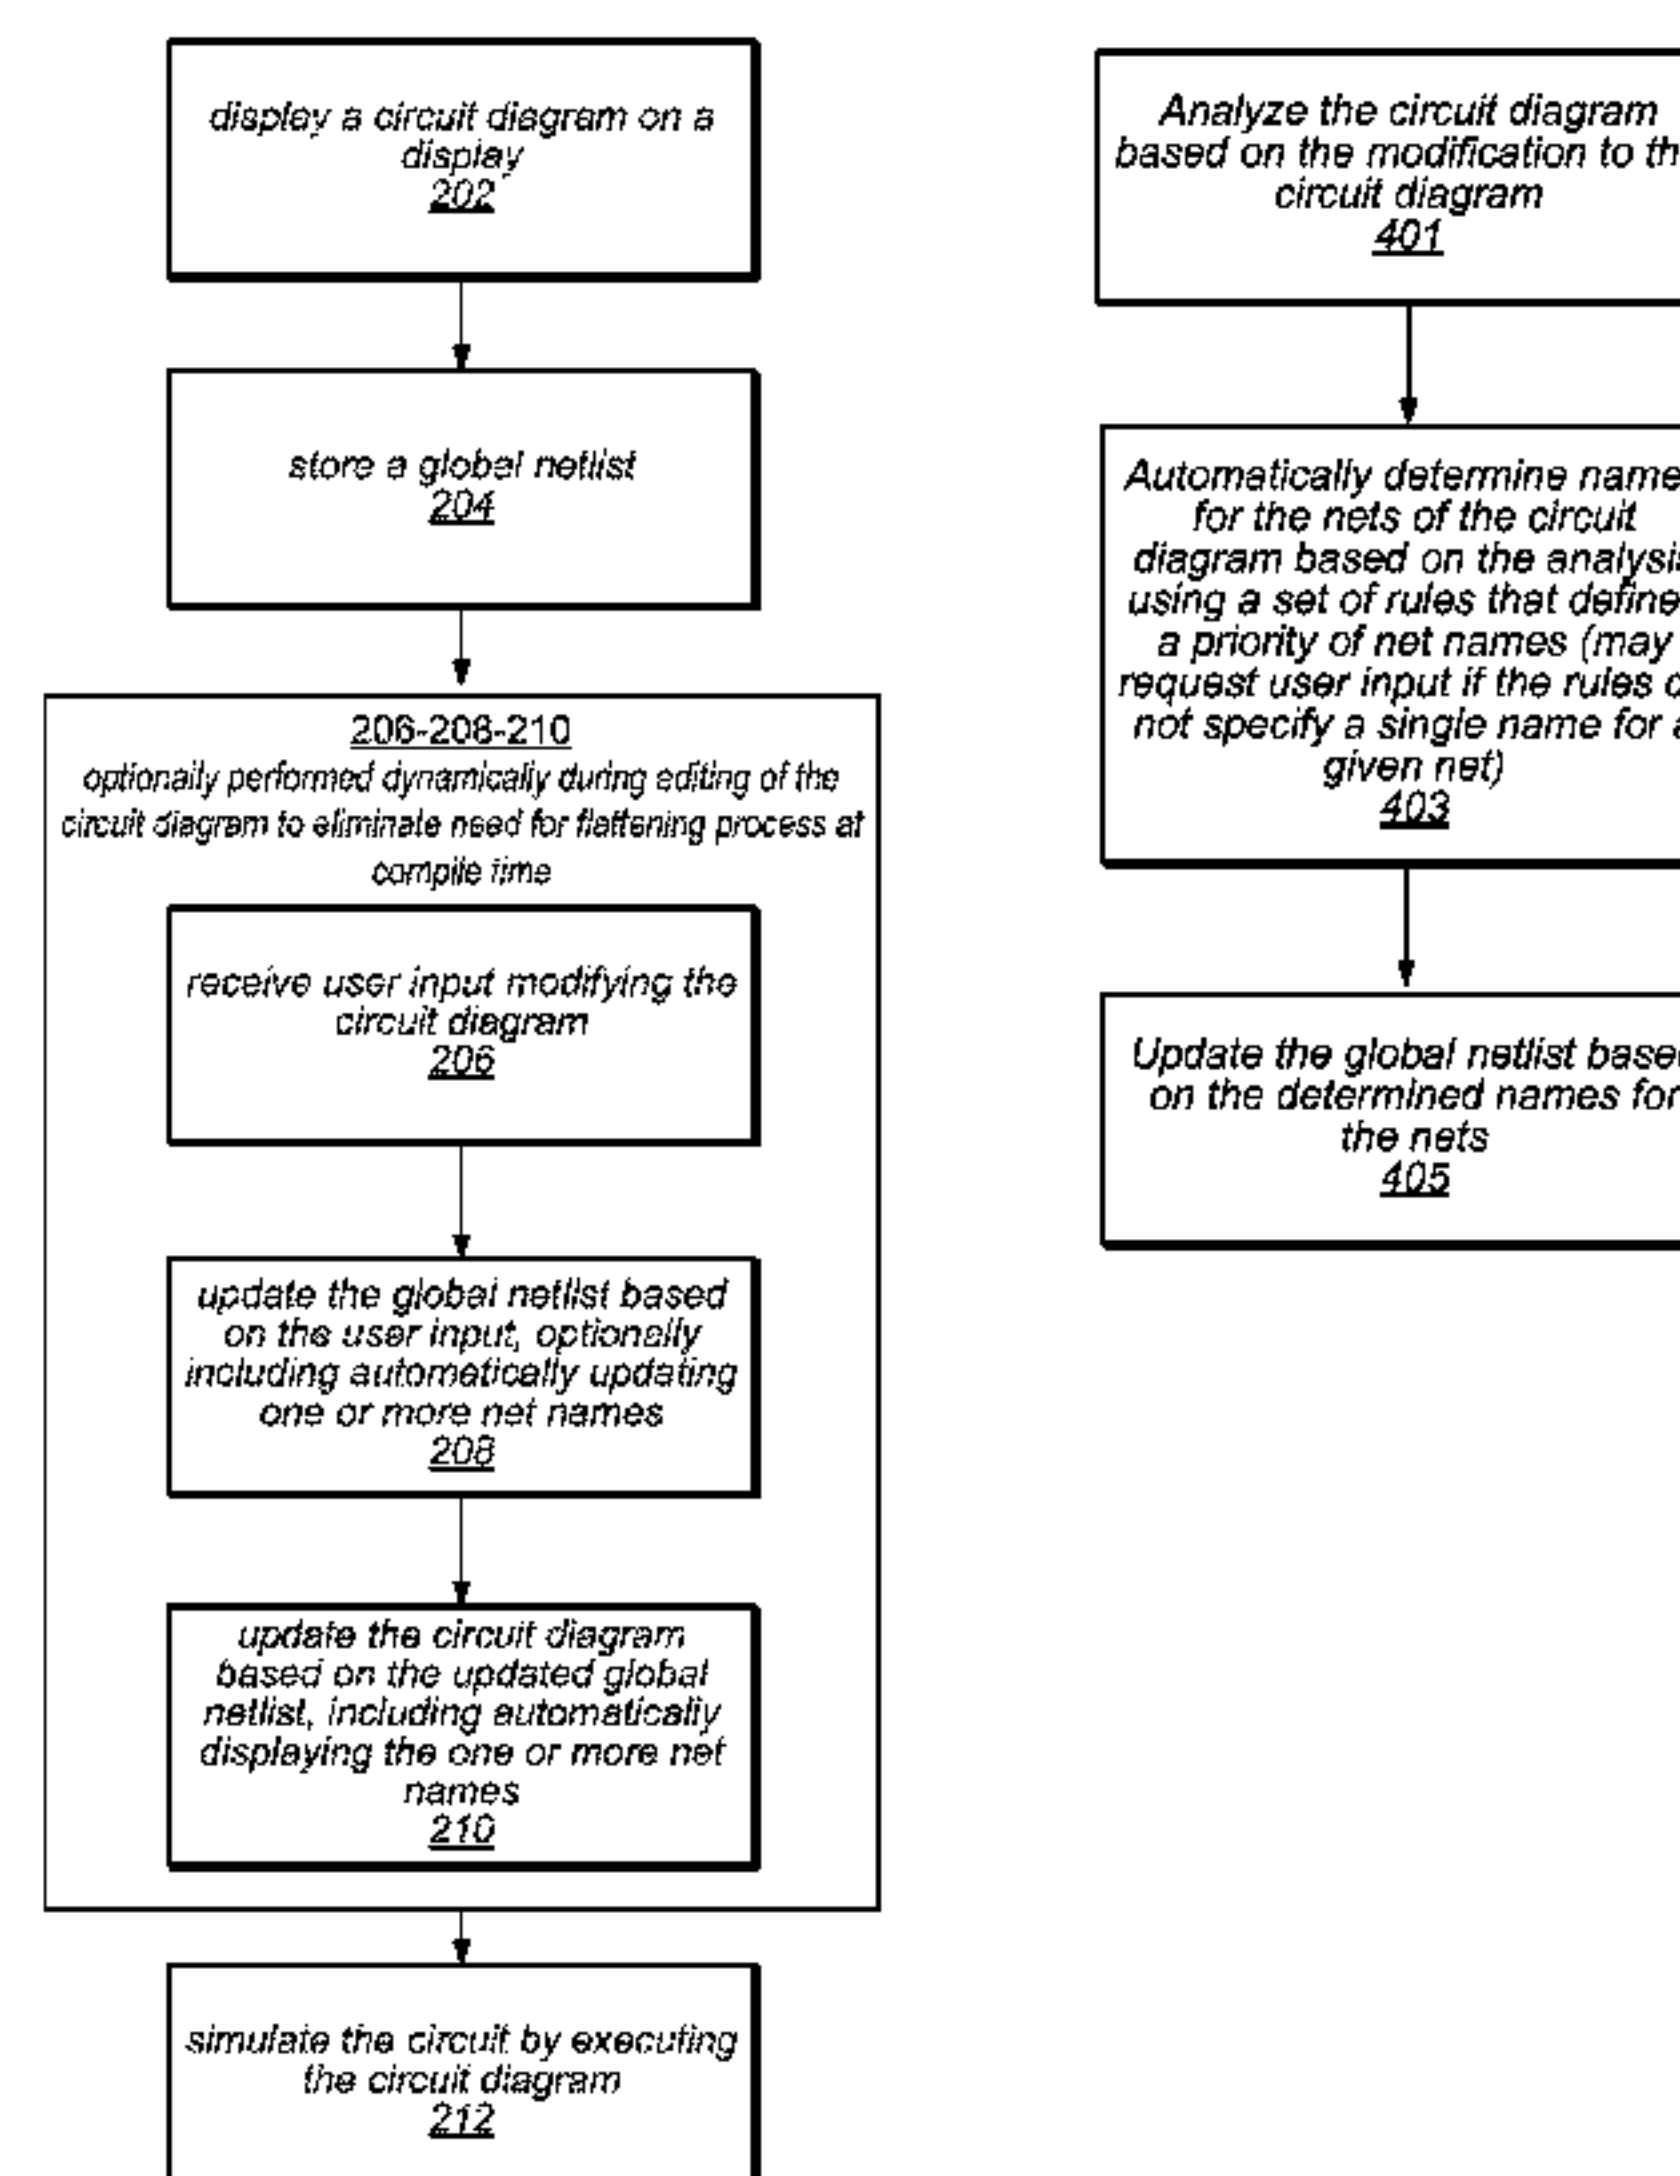 display a circuit diagram on a
display
202
store a global netlist
204
206-208-210
optionally performed dynamically during editing of the
circuit diagram to eliminate need for flattening process at
compile time
receive user input modifying the
circuit diagram
206
update the global netlist based
on the user input, optionally
including automatically updating
one or more net names
208
update the circuit diagram
based on the updated global
netlist, including automatically
displaying the one or more net
names
210
simulate the circuit by executing
the circuit diagram
212
Analyze the circuit diagram
based on the modification to
circuit diagram
401
Automatically determine
for the nets of the circuit
diagram based on the
using a set of rules that
a priority of net names (may
request user input if the rules
not specify a single name for
given net)
403
Update the global netlist
on the determined names for
the nets
405